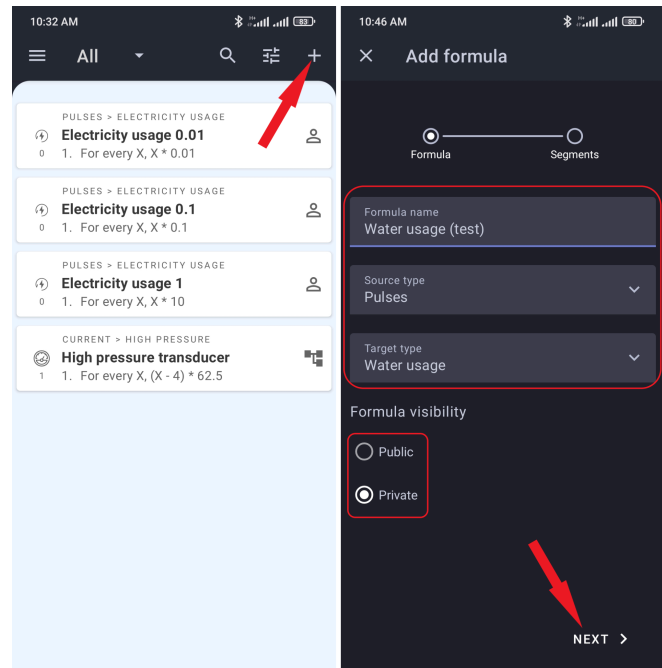 10:32 AM
83
All
PULSES > ELECTRICITY USAGE
Electricity usage 0.01
0
1. For every X, X * 0.01
PULSES > ELECTRICITY USAGE
Electricity usage 0.1
0
1. For every X, X * 0.1
PULSES > ELECTRICITY USAGE
Electricity usage 1
0
1. For every X, X * 10
CURRENT > HIGH PRESSURE
High pressure transducer
1
1. For every X, (X - 4) * 62.5
10:46 AM
80
Add formula
Formula
Segments
Formula name
Water usage (test)
Source type
Pulses
Target type
Water usage
Formula visibility
Public
Private
NEXT